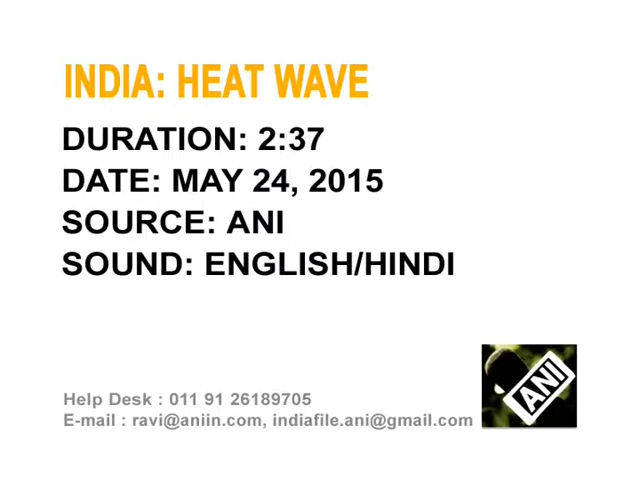 INDIA: HEAT WAVE
DURATION: 2:37
DATE: MAY 24, 2015
SOURCE: ANI
SOUND: ENGLISH/HINDI
ANI
Help Desk : 011 91 26189705
E-mail : ravi@aniin.com, indiafile.ani@gmail.com